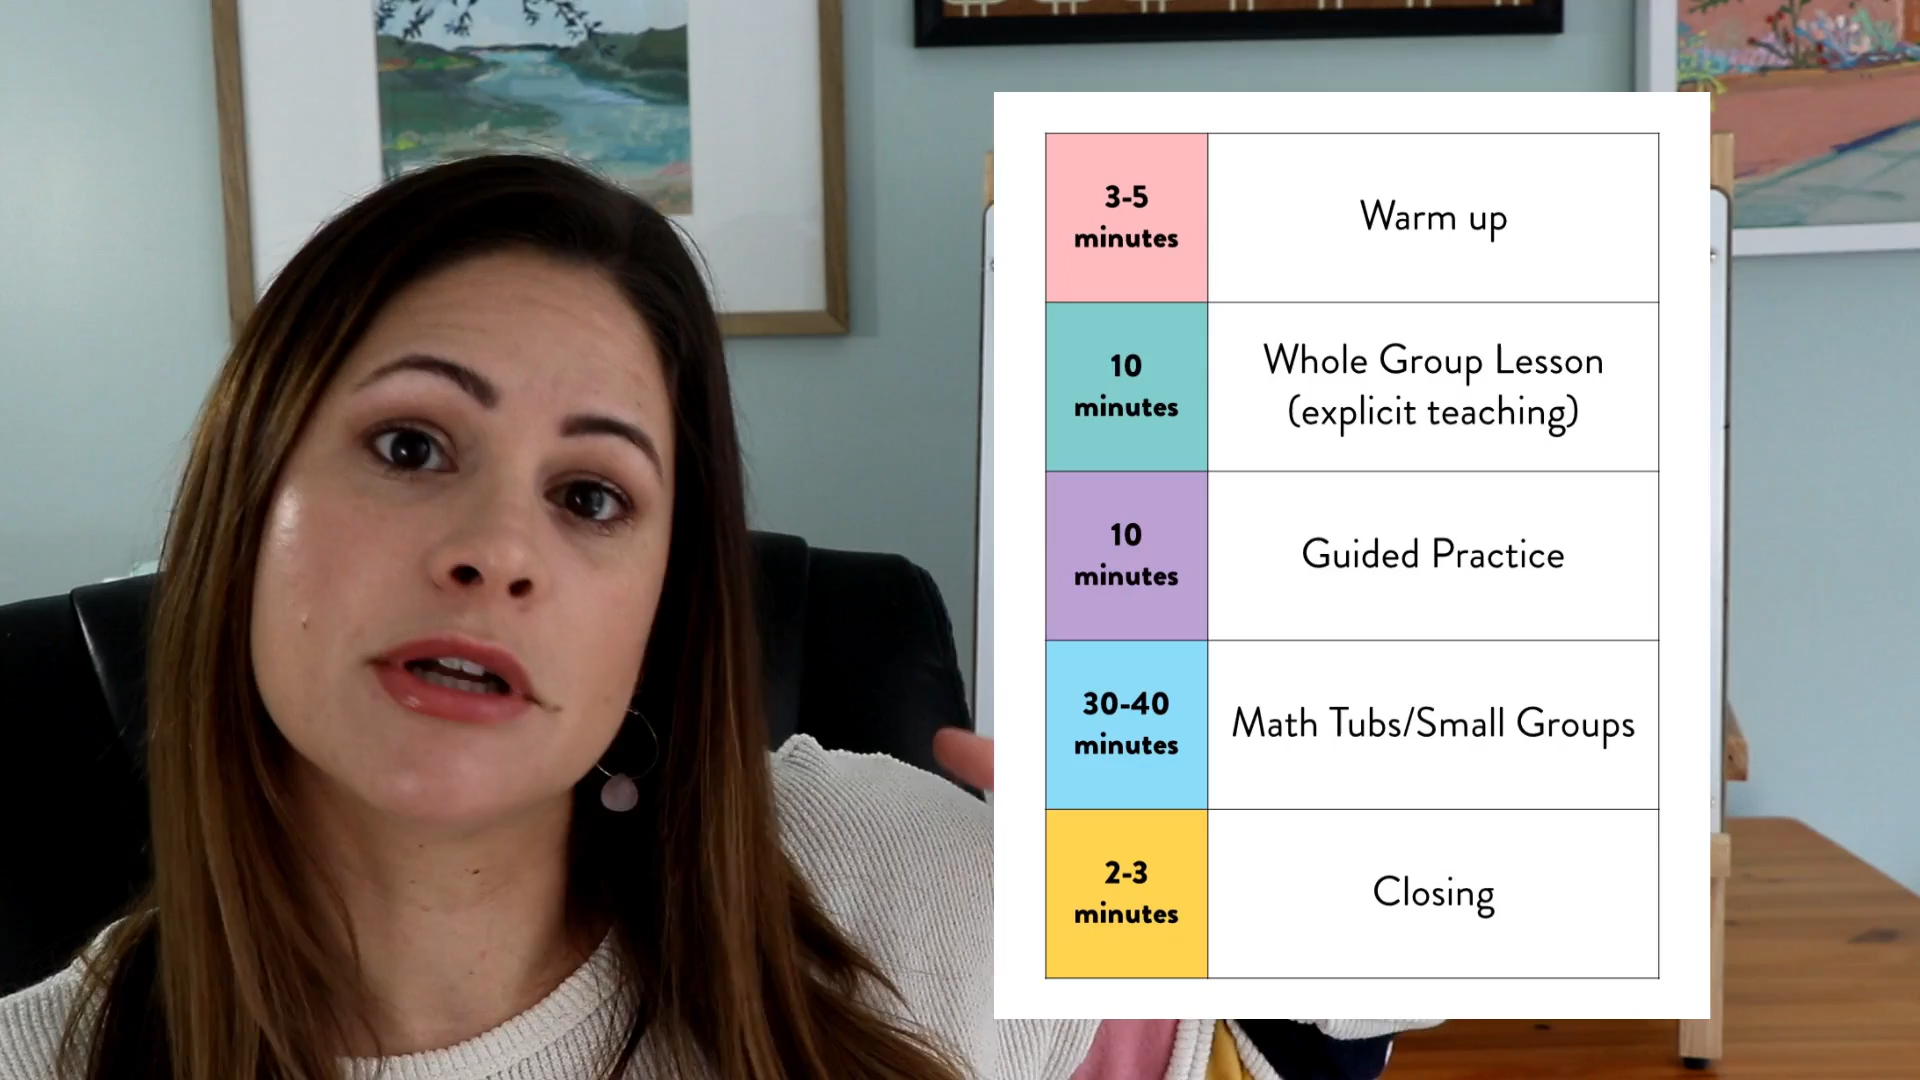 3-5
minutes
Warm up
10
minutes
Whole Group Lesson
(explicit teaching)
10
minutes
Guided Practice
30-40
minutes
Math Tubs/Small Groups
2-3
minutes
Closing